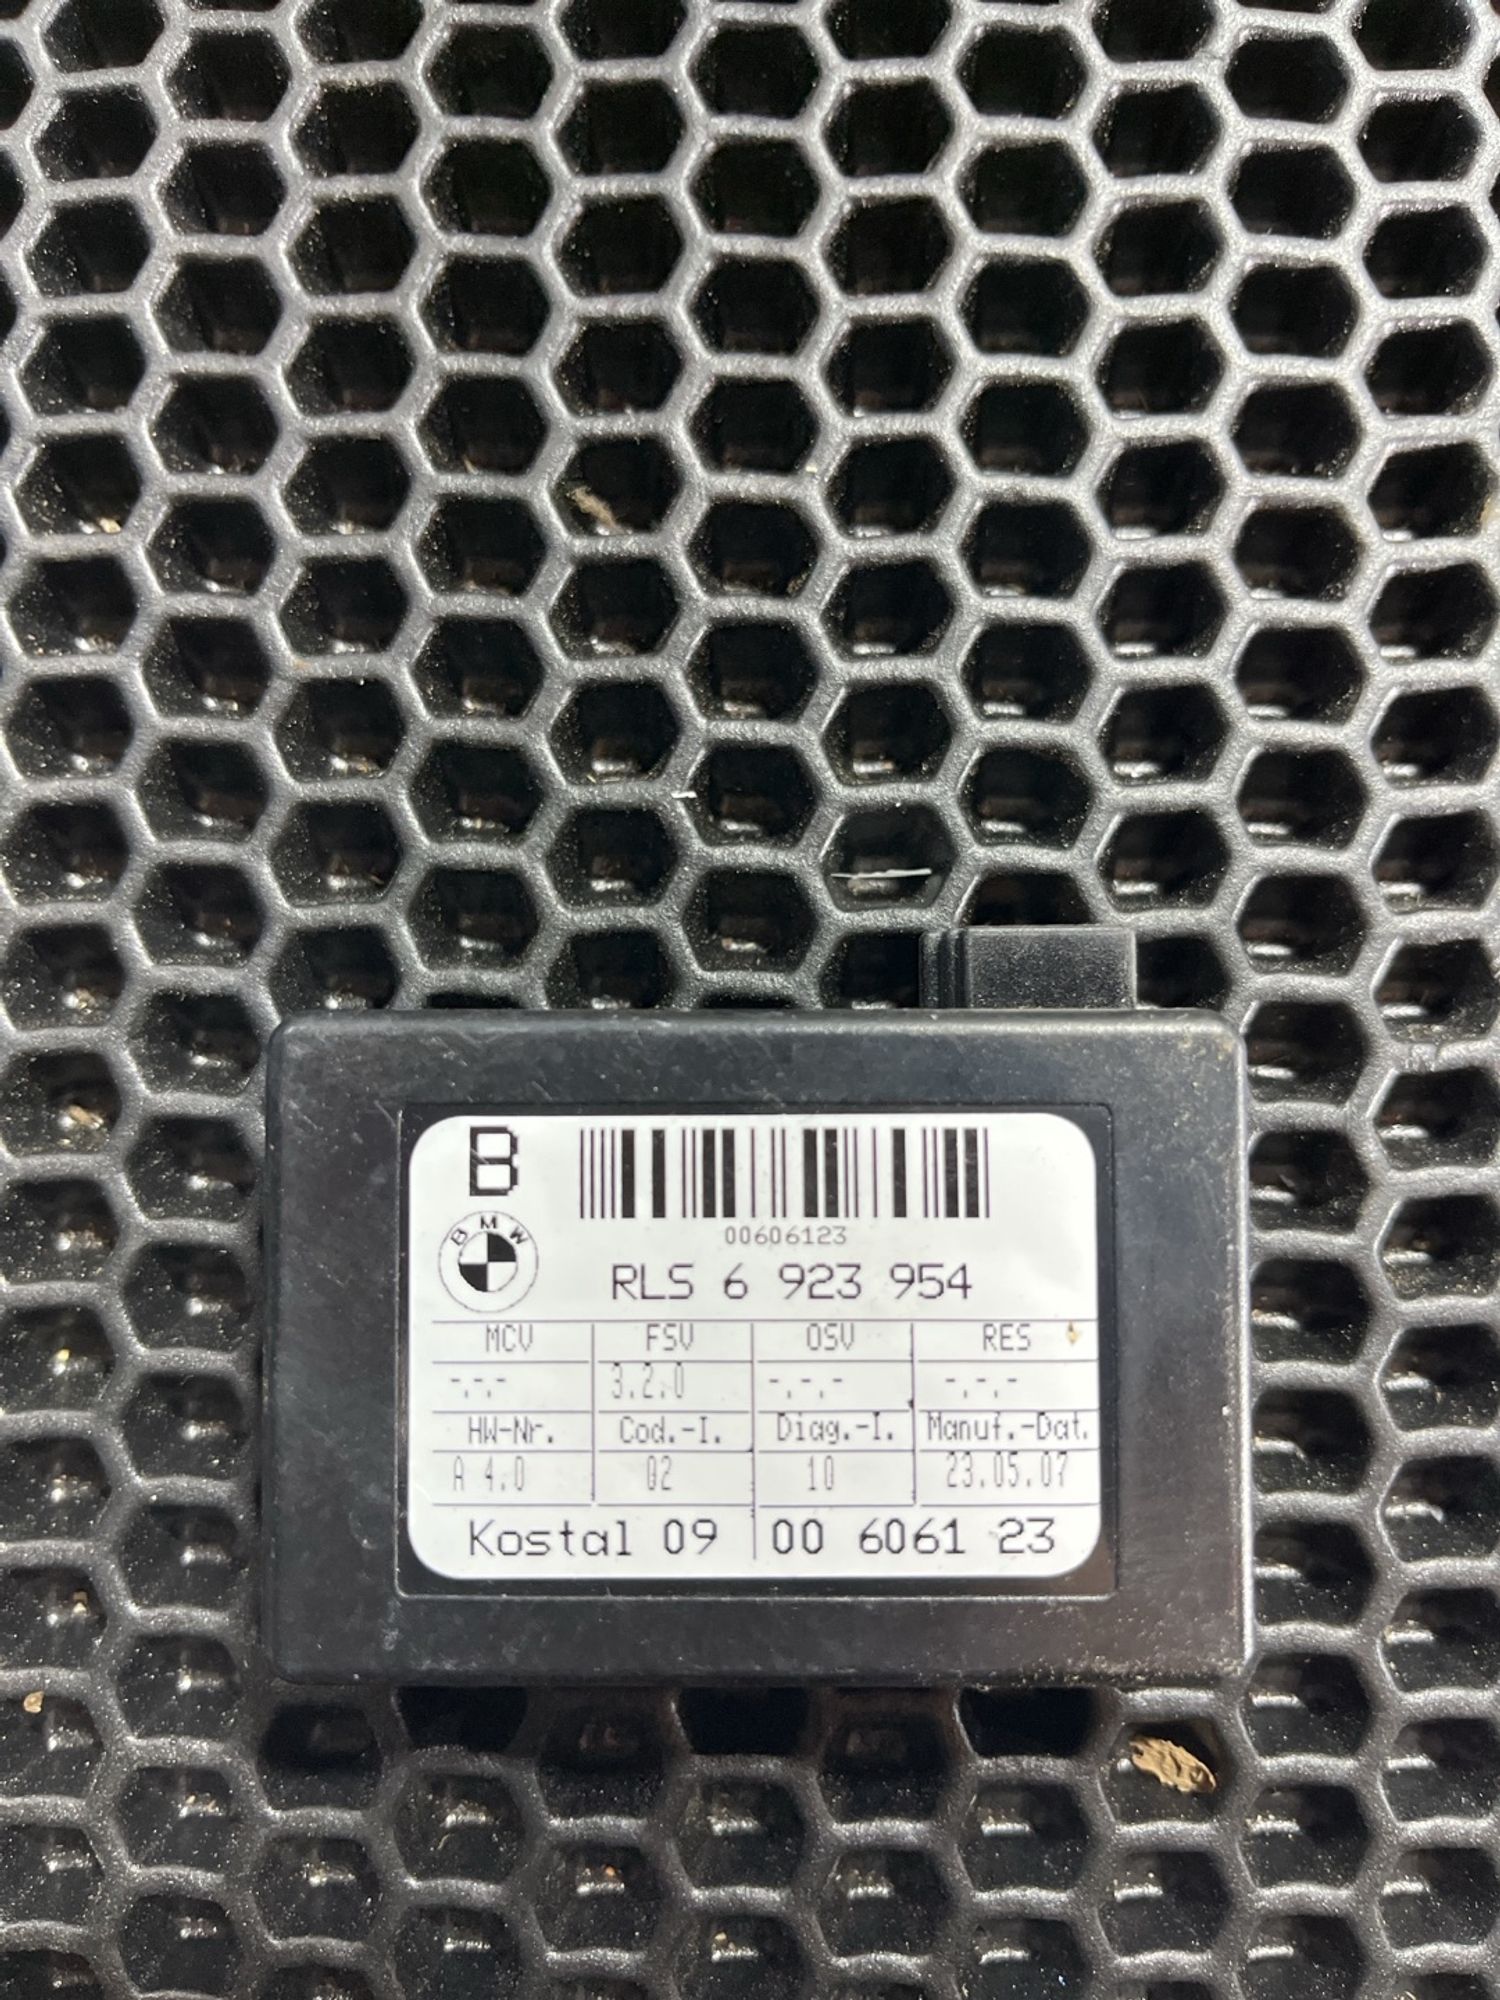 B
00606123
BMW
RLS 6 923 954
MCV FSV OSV RES
-.-.- 3.2.0 -.-.- -.-.-
HW-Nr. Cod.-I. Diag.-I. Manuf.-Dat.
A 4.0 02 10 23.05.07
Kostal 09 00 6061 23